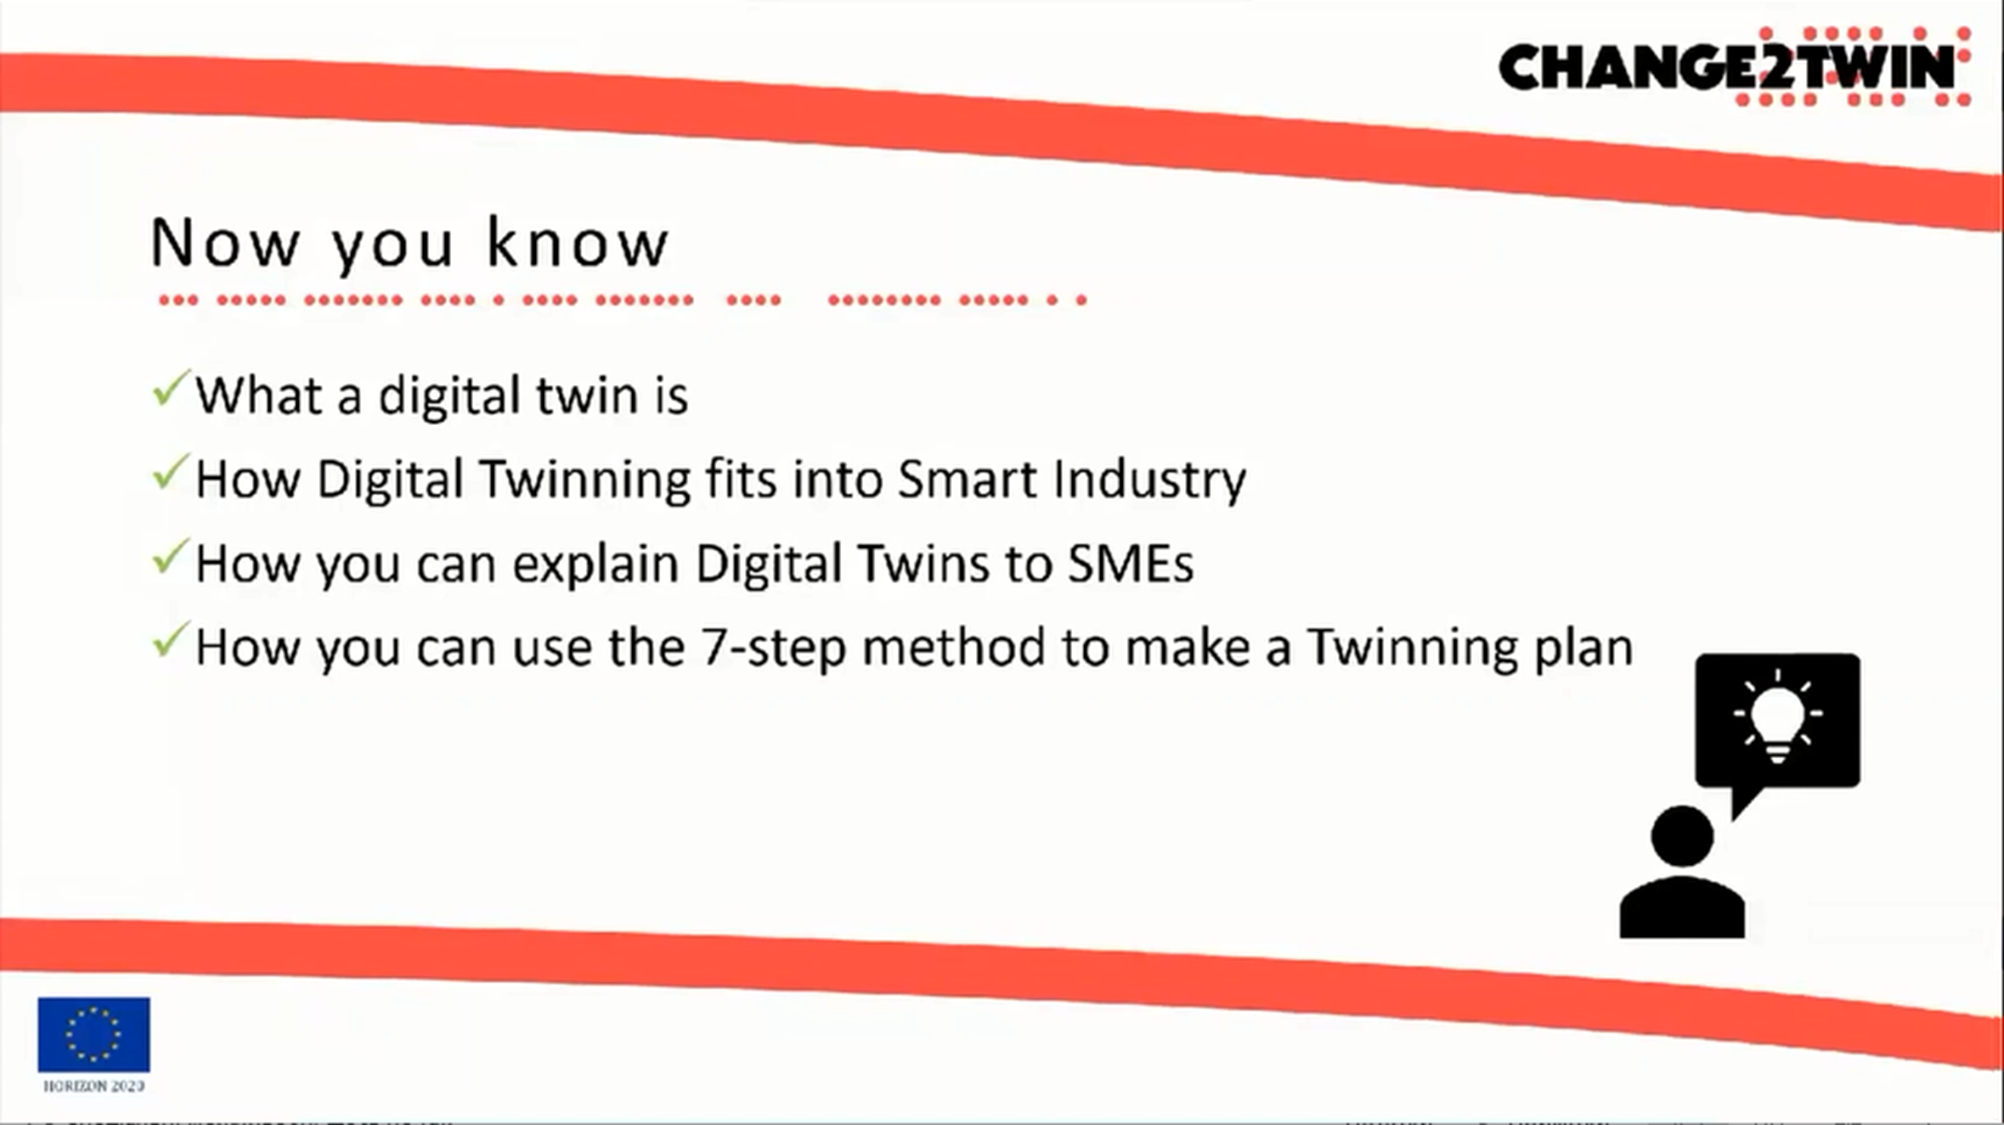 CHANGE2TWIN
Now you know
✓What a digital twin is
✓How Digital Twinning fits into Smart Industry
✓How you can explain Digital Twins to SMEs
✓How you can use the 7-step method to make a Twinning plan
HORIZON 2020